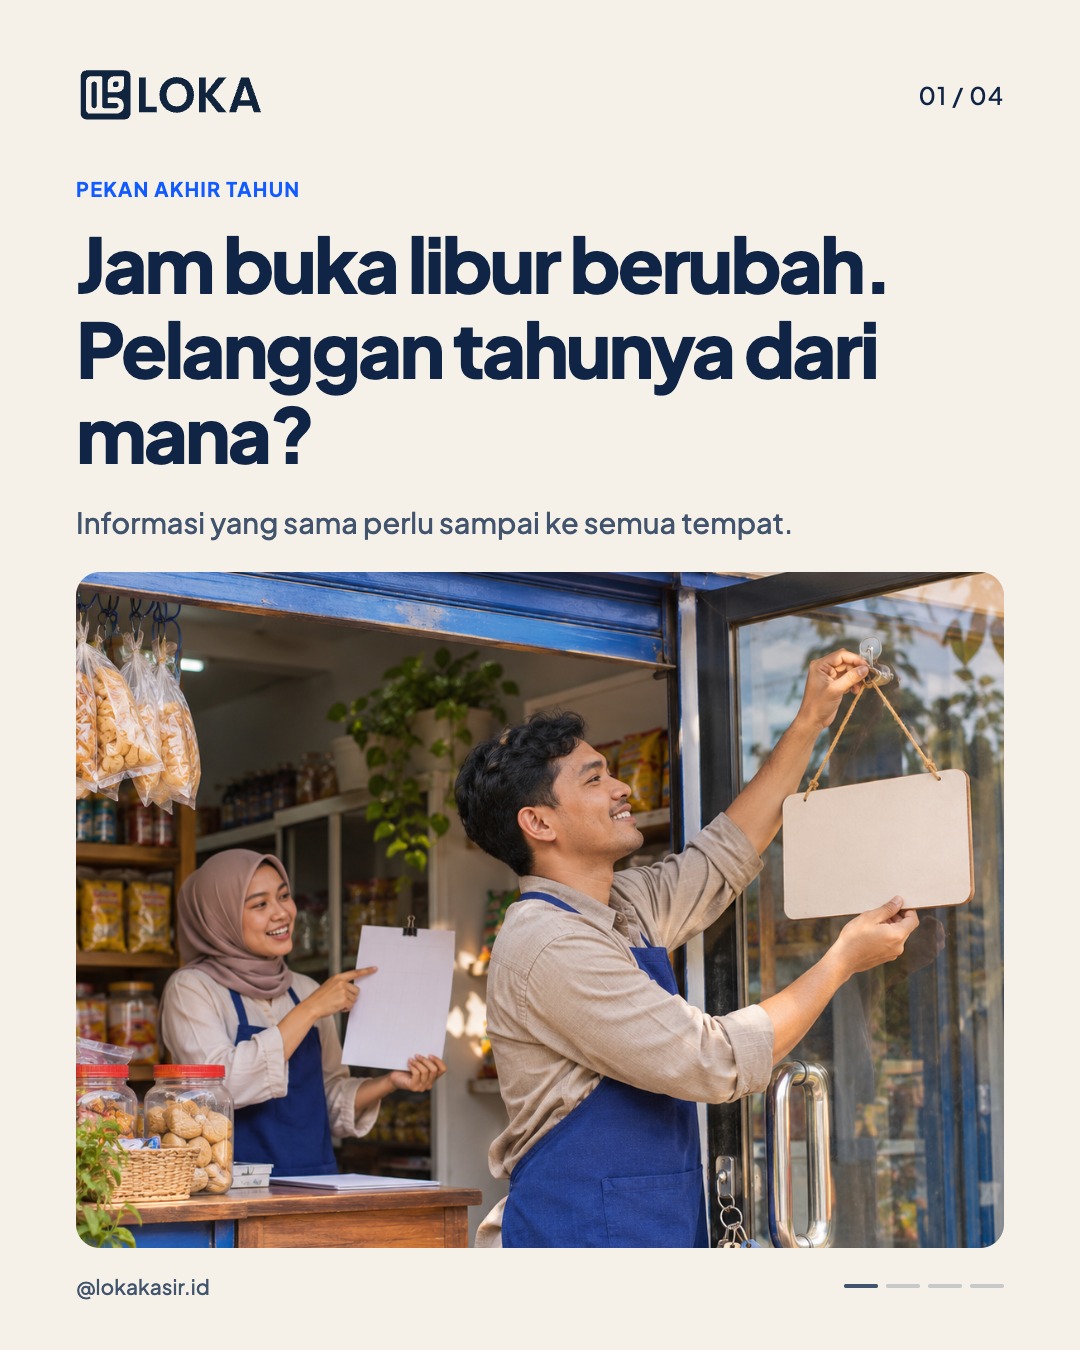 LOKA
01 / 04
PEKAN AKHIR TAHUN
Jam buka libur berubah.
Pelanggan tahunya dari
mana?
Informasi yang sama perlu sampai ke semua tempat.
@lokakasir.id